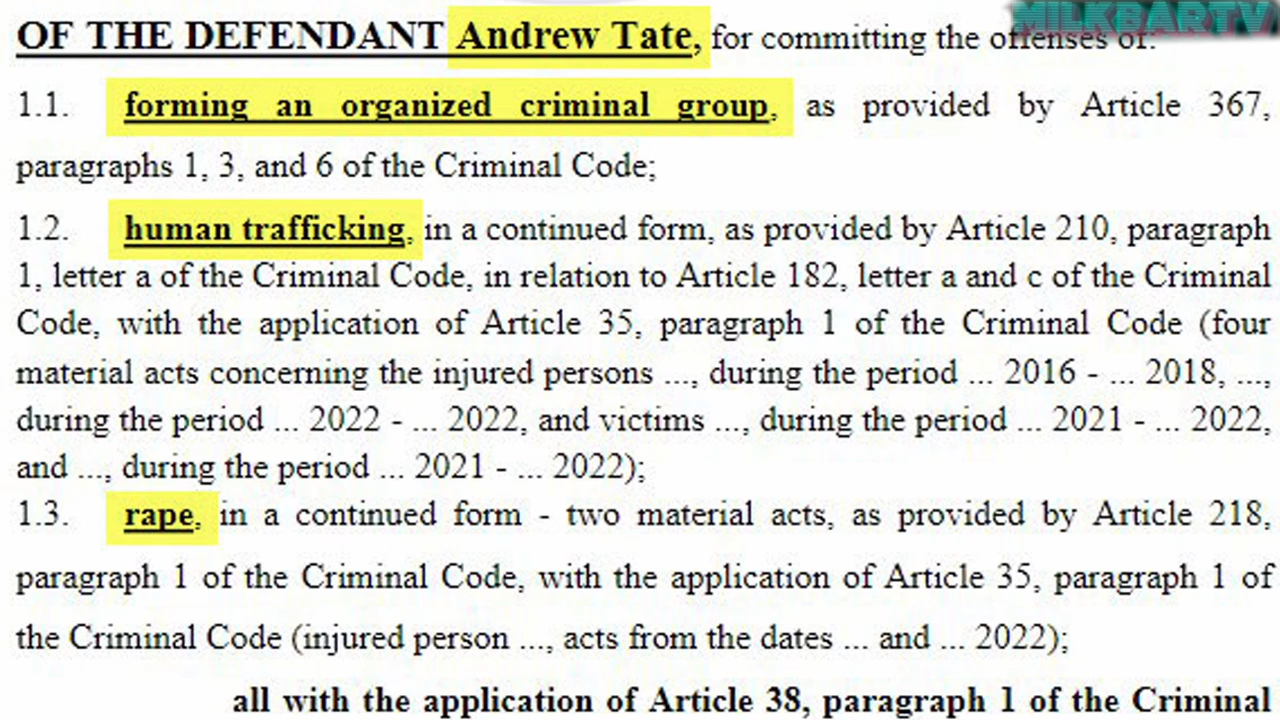 MILKBARTV
OF THE DEFENDANT Andrew Tate, for committing the offenses of:
1.1. forming an organized criminal group, as provided by Article 367,
paragraphs 1, 3, and 6 of the Criminal Code;
1.2. human trafficking, in a continued form, as provided by Article 210, paragraph
1, letter a of the Criminal Code, in relation to Article 182, letter a and c of the Criminal
Code, with the application of Article 35, paragraph 1 of the Criminal Code (four
material acts concerning the injured persons ..., during the period ... 2016 - ... 2018, ...,
during the period ... 2022 - ... 2022, and victims ..., during the period ... 2021 - ... 2022,
and ..., during the period ... 2021 - ... 2022);
1.3. rape, in a continued form - two material acts, as provided by Article 218,
paragraph 1 of the Criminal Code, with the application of Article 35, paragraph 1 of
the Criminal Code (injured person ..., acts from the dates ... and ... 2022);
all with the application of Article 38, paragraph 1 of the Criminal